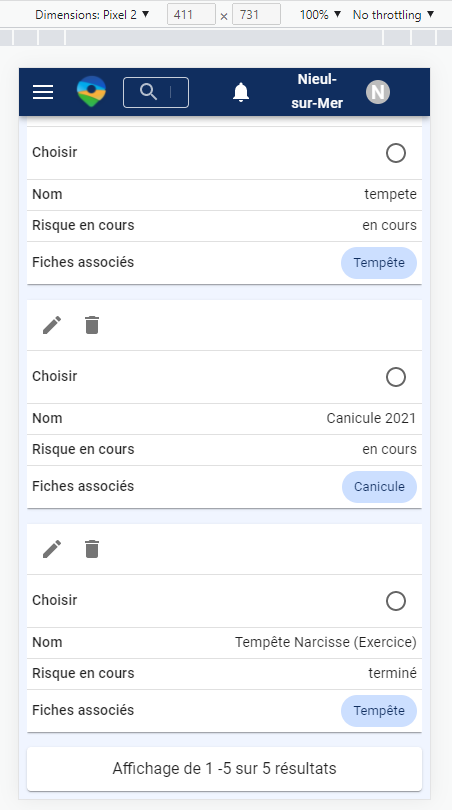 Dimensions: Pixel 2 ▼ 411 × 731 100% ▼ No throttling ▼
Nieul-
sur-Mer
N
Choisir
Nom tempete
Risque en cours en cours
Fiches associés Tempête
Choisir
Nom Canicule 2021
Risque en cours en cours
Fiches associés Canicule
Choisir
Nom Tempête Narcisse (Exercice)
Risque en cours terminé
Fiches associés Tempête
Affichage de 1 -5 sur 5 résultats